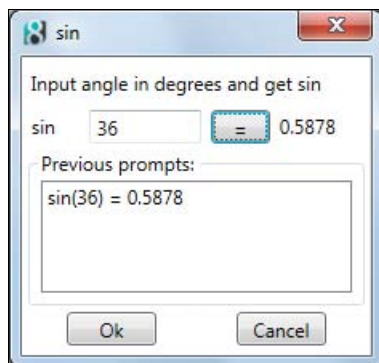 sin
Input angle in degrees and get sin
sin 36 = 0.5878
Previous prompts:
sin(36) = 0.5878
Ok Cancel